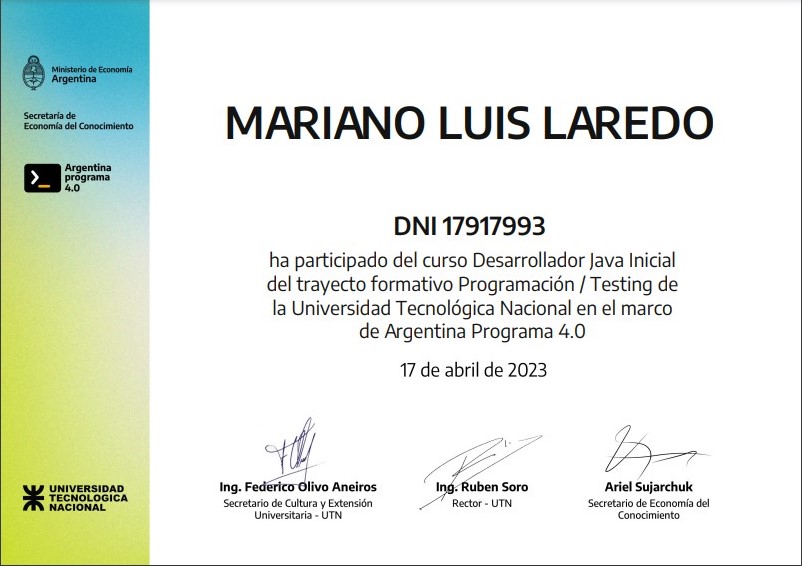 Ministerio de Economía
Argentina
Secretaría de
Economía del Conocimiento
Argentina
programa
4.0
MARIANO LUIS LAREDO
DNI 17917993
ha participado del curso Desarrollador Java Inicial
del trayecto formativo Programación / Testing de
la Universidad Tecnológica Nacional en el marco
de Argentina Programa 4.0
17 de abril de 2023
Ing. Federico Olivo Aneiros
Secretario de Cultura y Extensión
Universitaria - UTN
Ing. Ruben Soro
Rector - UTN
Ariel Sujarchuk
Secretario de Economía del
Conocimiento
UNIVERSIDAD
TECNOLOGICA
NACIONAL